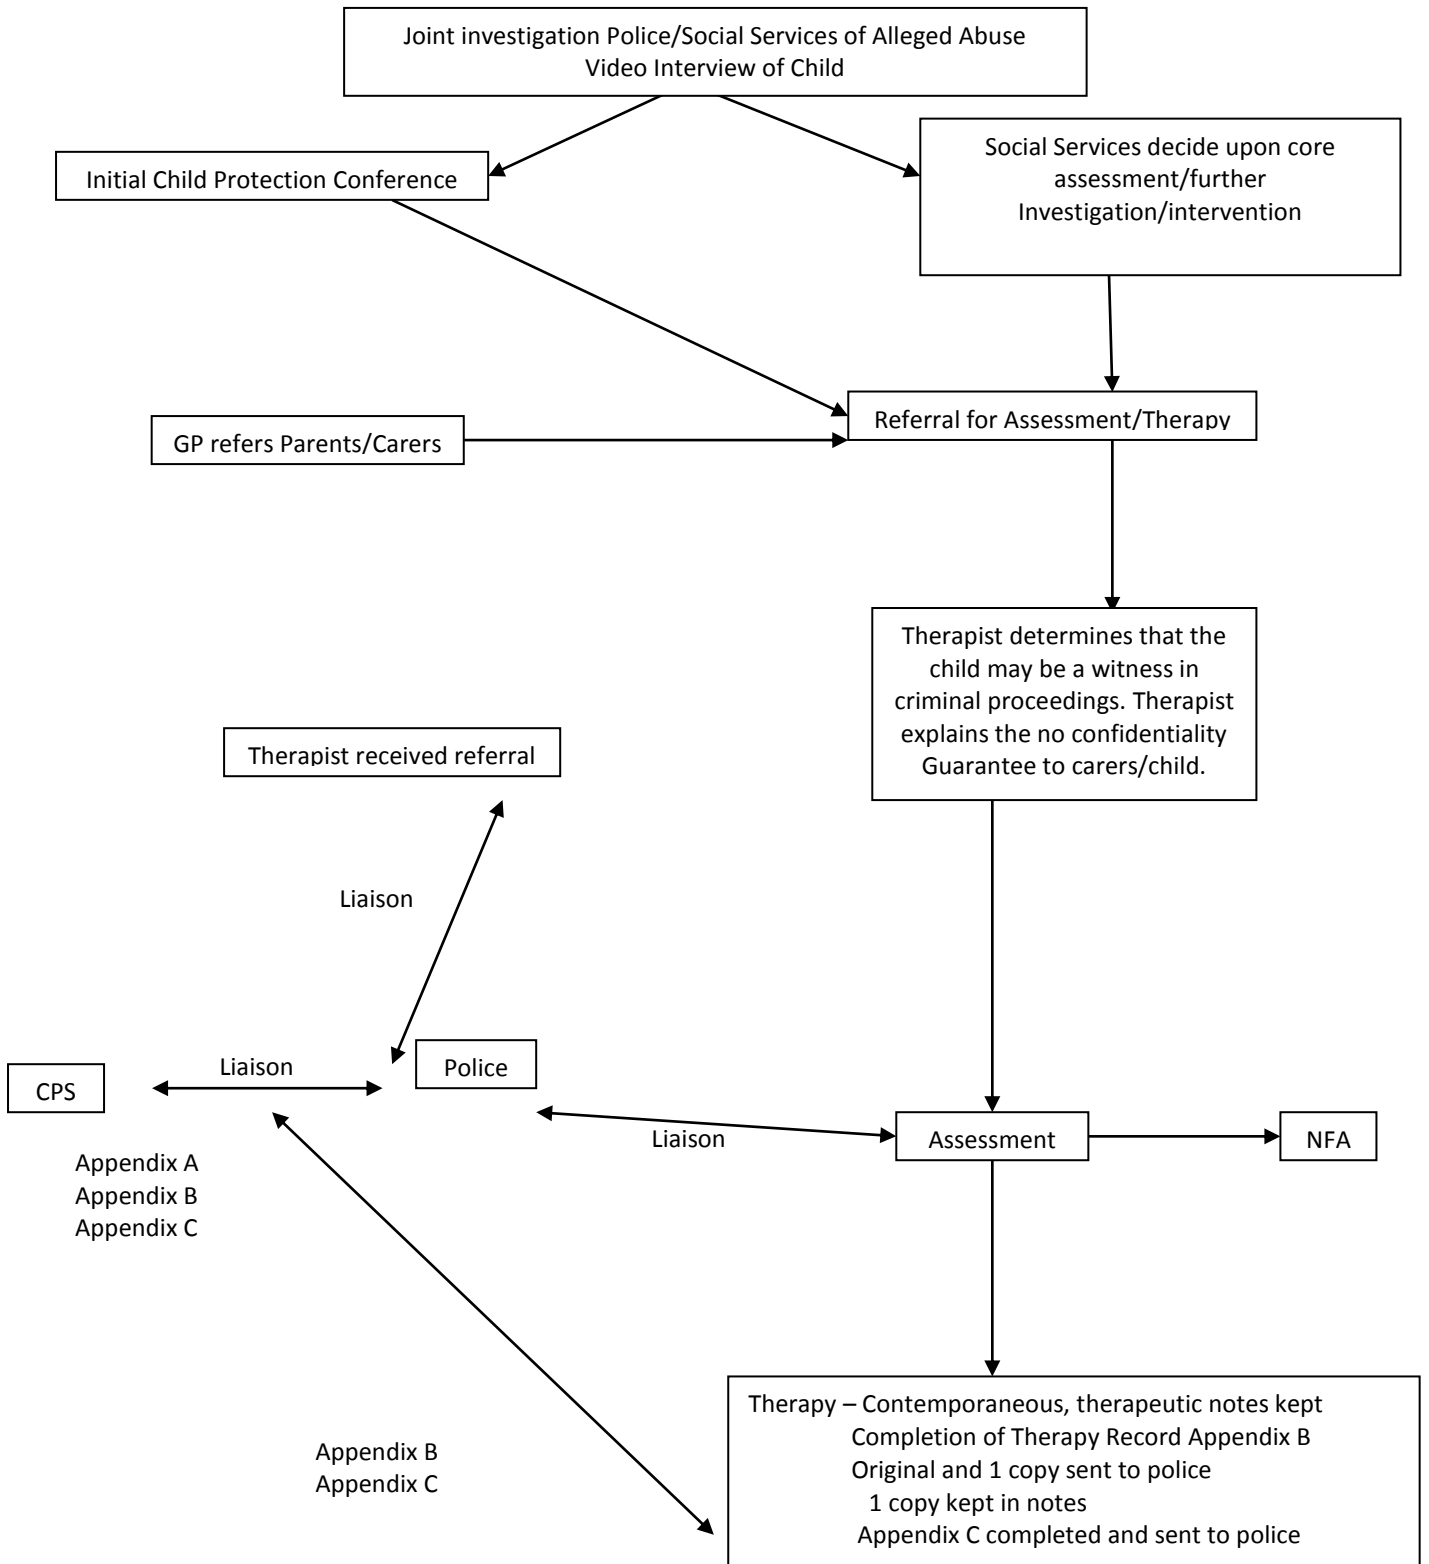 Joint investigation Police/Social Services of Alleged Abuse
Video Interview of Child
Initial Child Protection Conference
Social Services decide upon core
assessment/further
Investigation/intervention
GP refers Parents/Carers
Referral for Assessment/Therapy
Therapist determines that the
child may be a witness in
criminal proceedings. Therapist
explains the no confidentiality
Guarantee to carers/child.
Therapist received referral
Liaison
CPS
Liaison
Police
Liaison
Assessment
NFA
Appendix A
Appendix B
Appendix C
Appendix B
Appendix C
Therapy – Contemporaneous, therapeutic notes kept
Completion of Therapy Record Appendix B
Original and 1 copy sent to police
1 copy kept in notes
Appendix C completed and sent to police